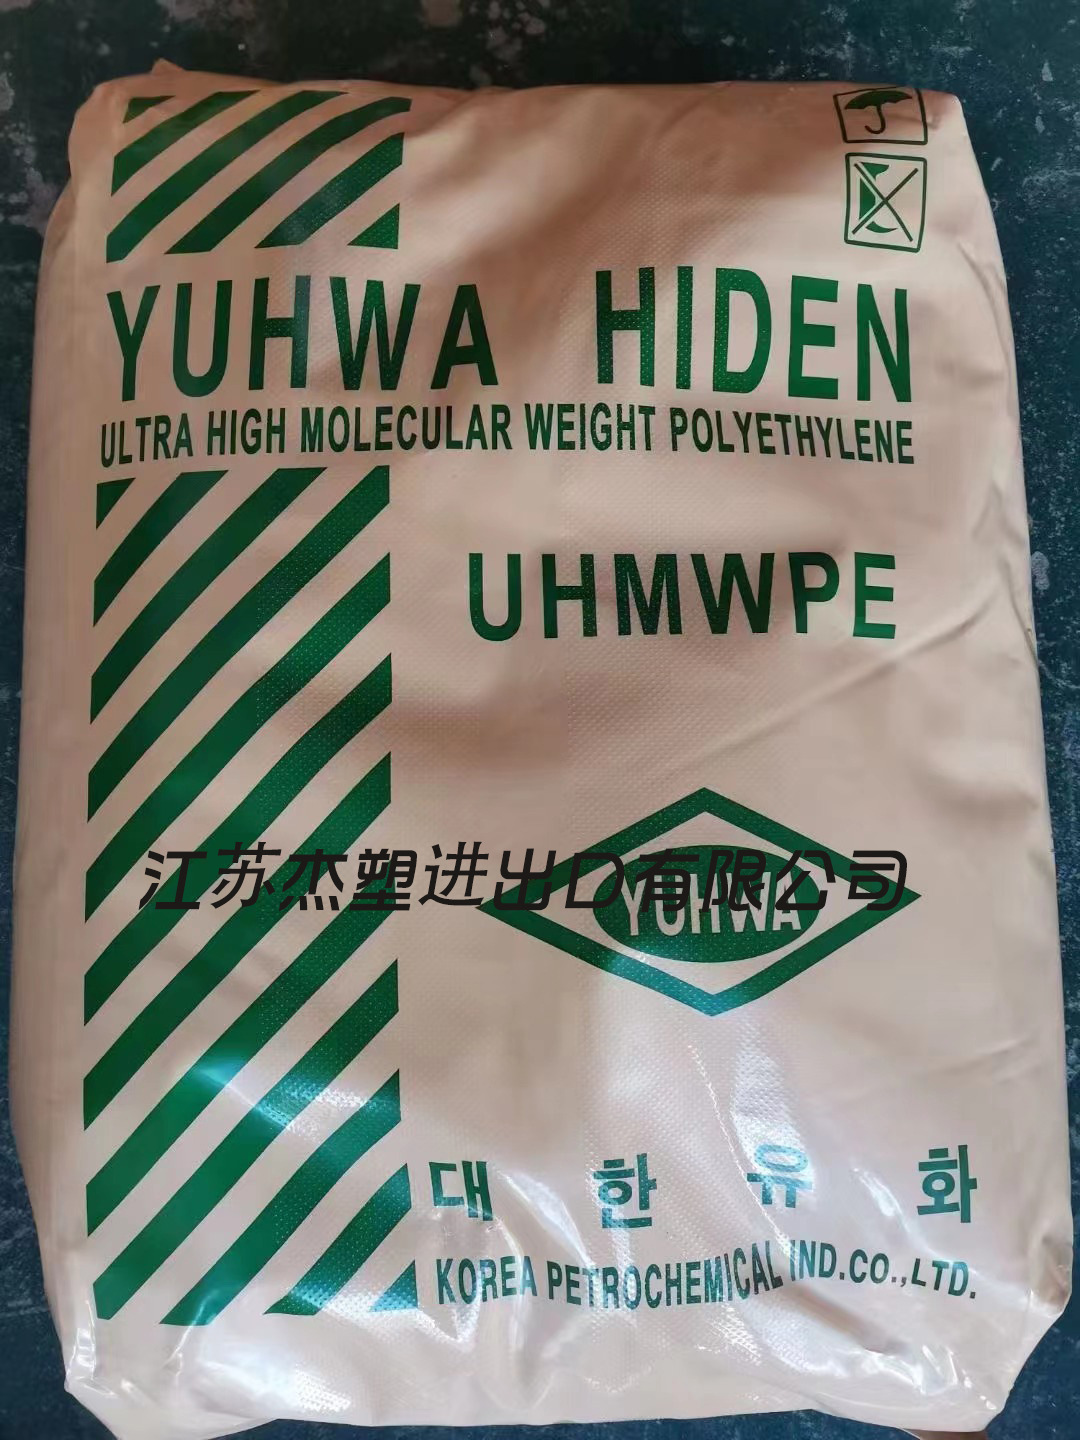 YUHWA HIDEN
ULTRA HIGH MOLECULAR WEIGHT POLYETHYLENE
UHMWPE
江苏杰塑进出口有限公司
YUHWA
대한유화
KOREA PETROCHEMICAL IND.CO.,LTD.